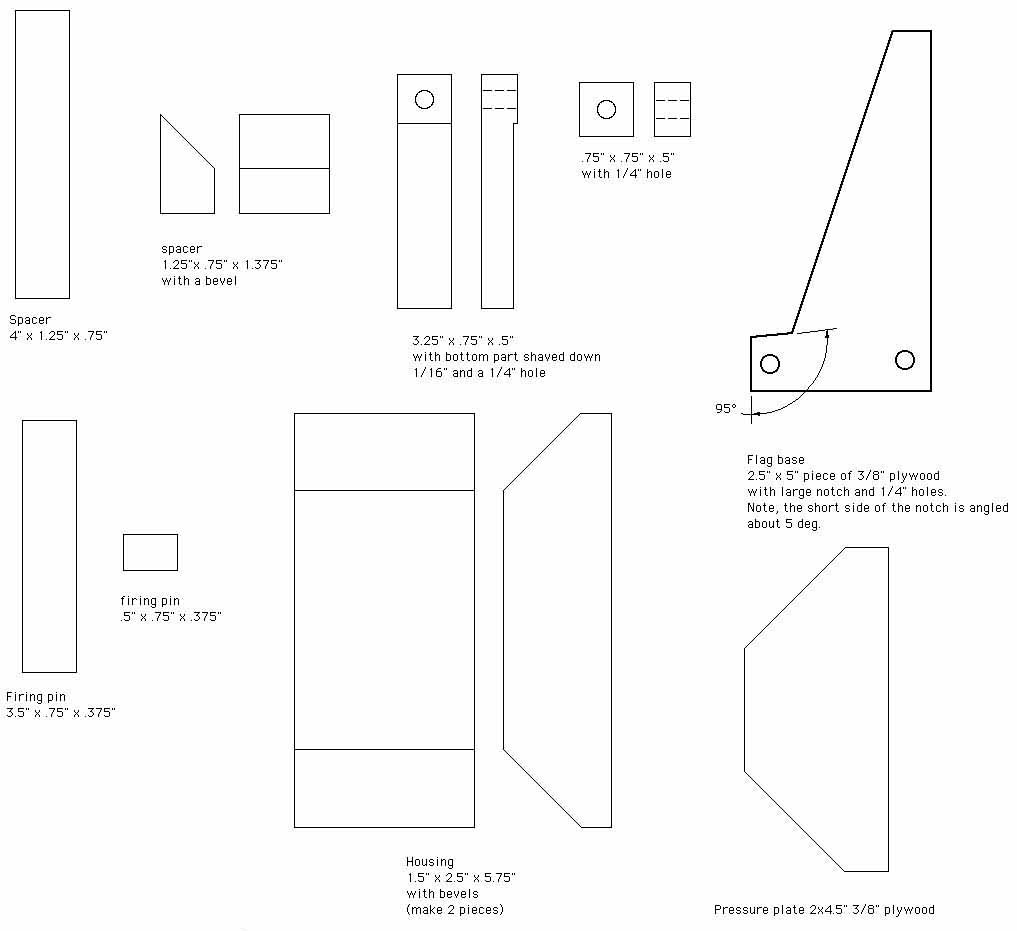 .75" x .75" x .5"
with 1/4" hole
spacer
1.25"x .75" x 1.375"
with a bevel
Spacer
4" x 1.25" x .75"
3.25" x .75" x .5"
with bottom part shaved down
1/16" and a 1/4" hole
95°
Flag base
2.5" x 5" piece of 3/8" plywood
with large notch and 1/4" holes.
Note, the short side of the notch is angled
about 5 deg.
firing pin
.5" x .75" x .375"
Firing pin
3.5" x .75" x .375"
Housing
1.5" x 2.5" x 5.75"
with bevels
(make 2 pieces)
Pressure plate 2x4.5" 3/8" plywood